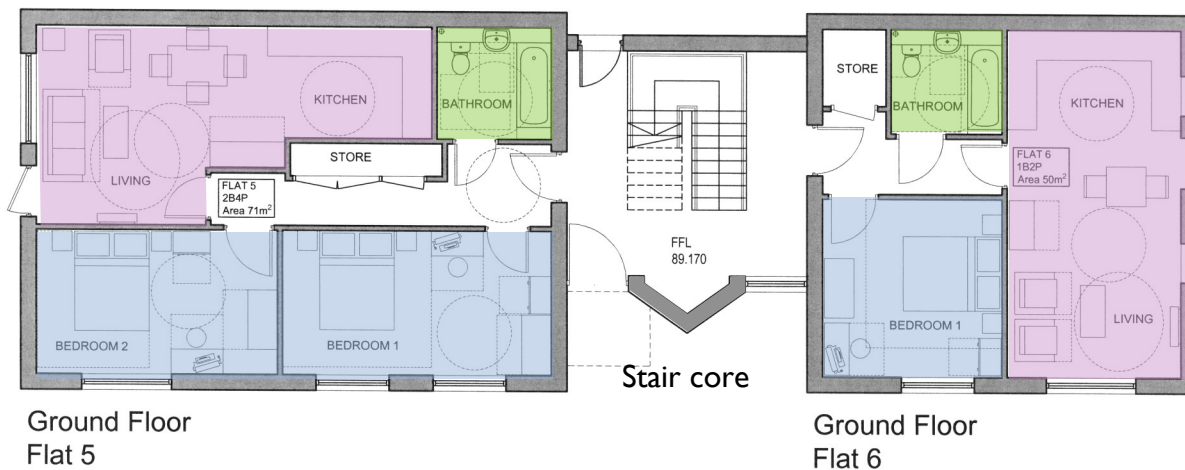 KITCHEN
BATHROOM
STORE
LIVING
FLAT 5
2B4P
Area 71m²
BEDROOM 2
BEDROOM 1
FFL
89.170
Stair core
STORE
BATHROOM
KITCHEN
FLAT 6
1B2P
Area 50m²
BEDROOM 1
LIVING
Ground Floor
Flat 5
Ground Floor
Flat 6